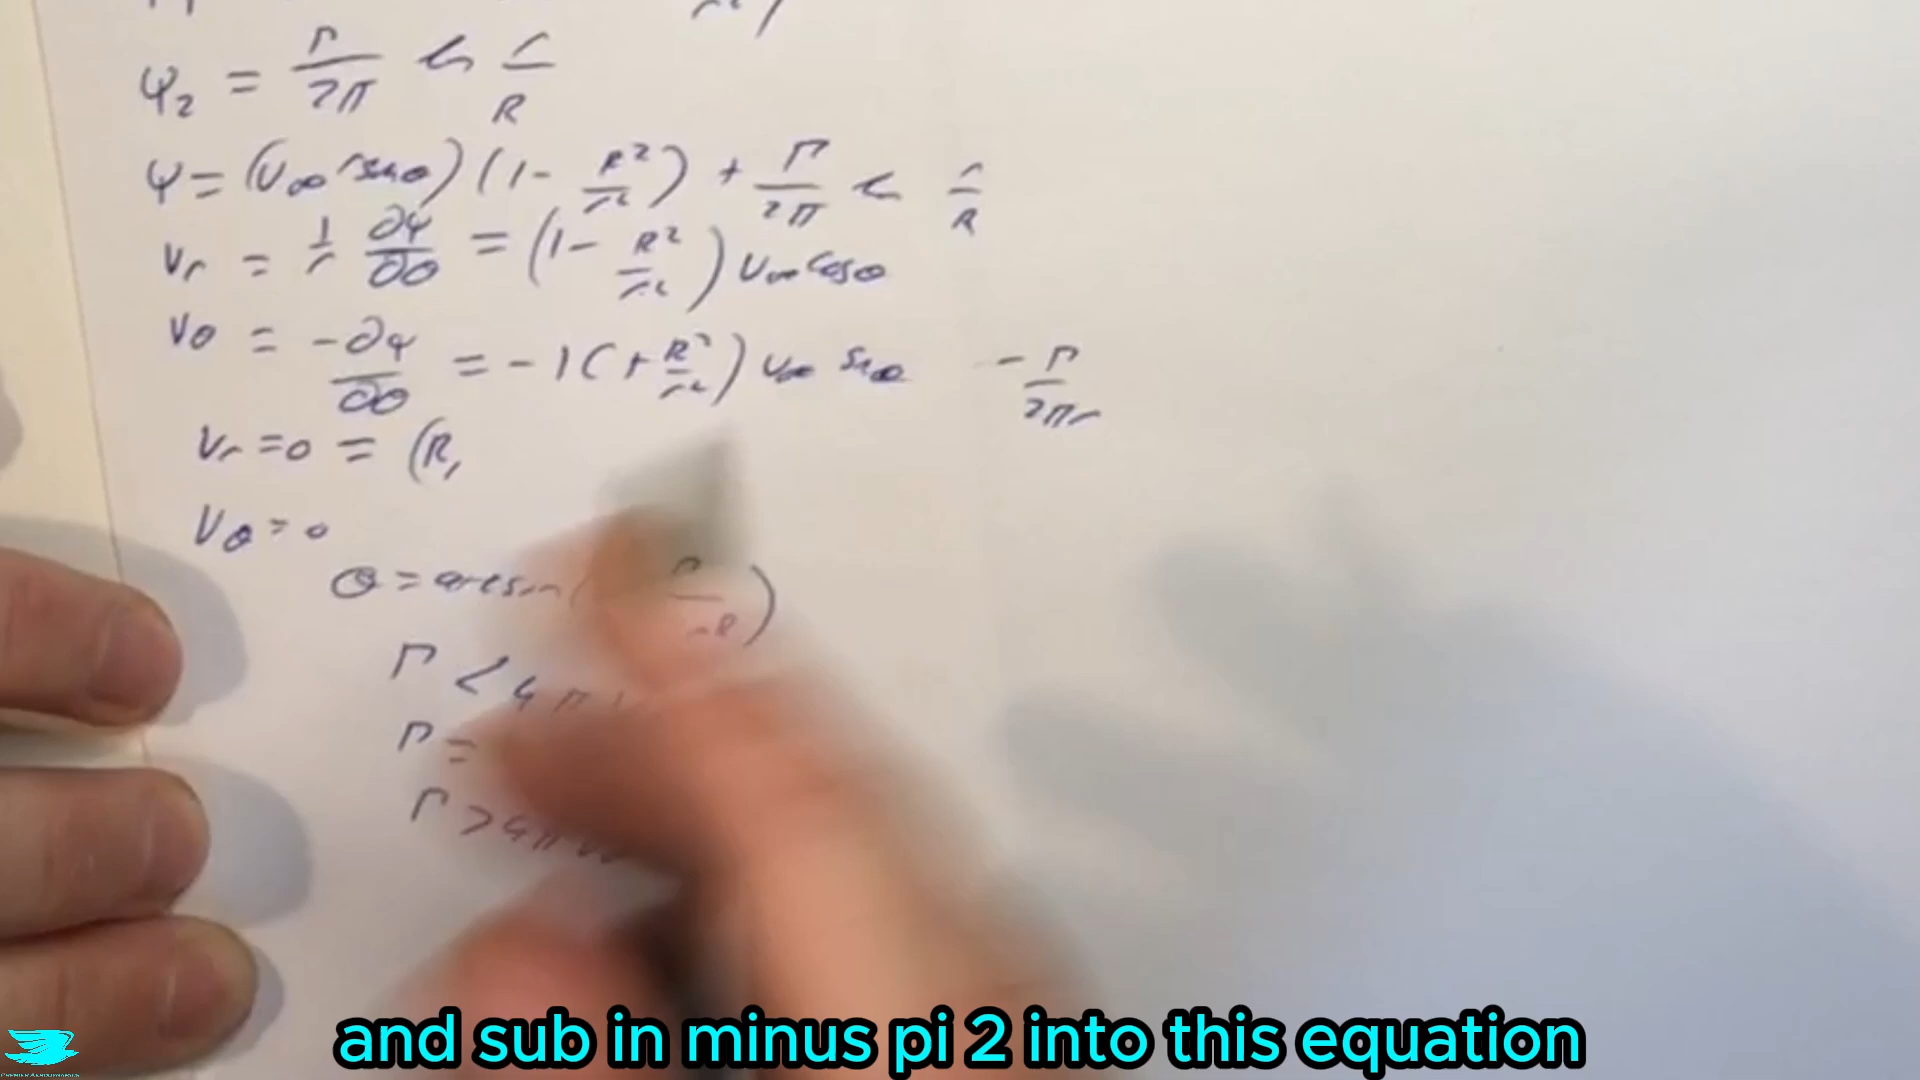 ψ₂ = Γ/2π ln r/R
ψ = (V∞ r sinθ) (1 - R²/r²) + Γ/2π ln r/R
Vr = 1/r ∂ψ/∂θ = (1 - R²/r²) V∞ cosθ
Vθ = -∂ψ/∂θ = -1 (+ R²/r²) V∞ sinθ - Γ/2πr
Vr = 0 = (R,
Vθ = 0
θ = arcsin( )
Γ < 4π
Γ =
Γ > 4π
and sub in minus pi 2 into this equation